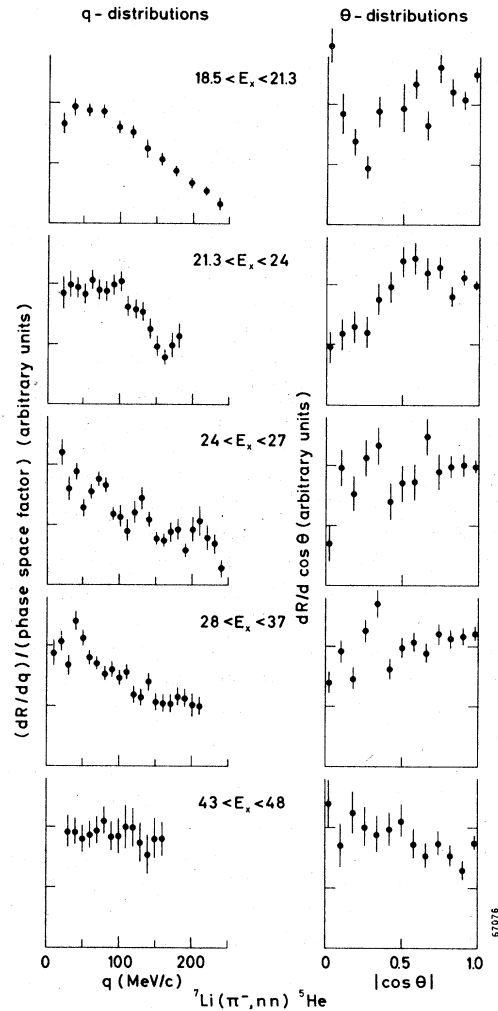 q - distributions
θ - distributions
18.5 < Eₓ < 21.3
21.3 < Eₓ < 24
24 < Eₓ < 27
28 < Eₓ < 37
43 < Eₓ < 48
(dR/dq) / (phase space factor) (arbitrary units)
dR/d cos θ (arbitrary units)
0 100 200
q (MeV/c)
0 0.5 1.0
|cos θ|
⁷Li (π⁻, nn) ⁵He
67076